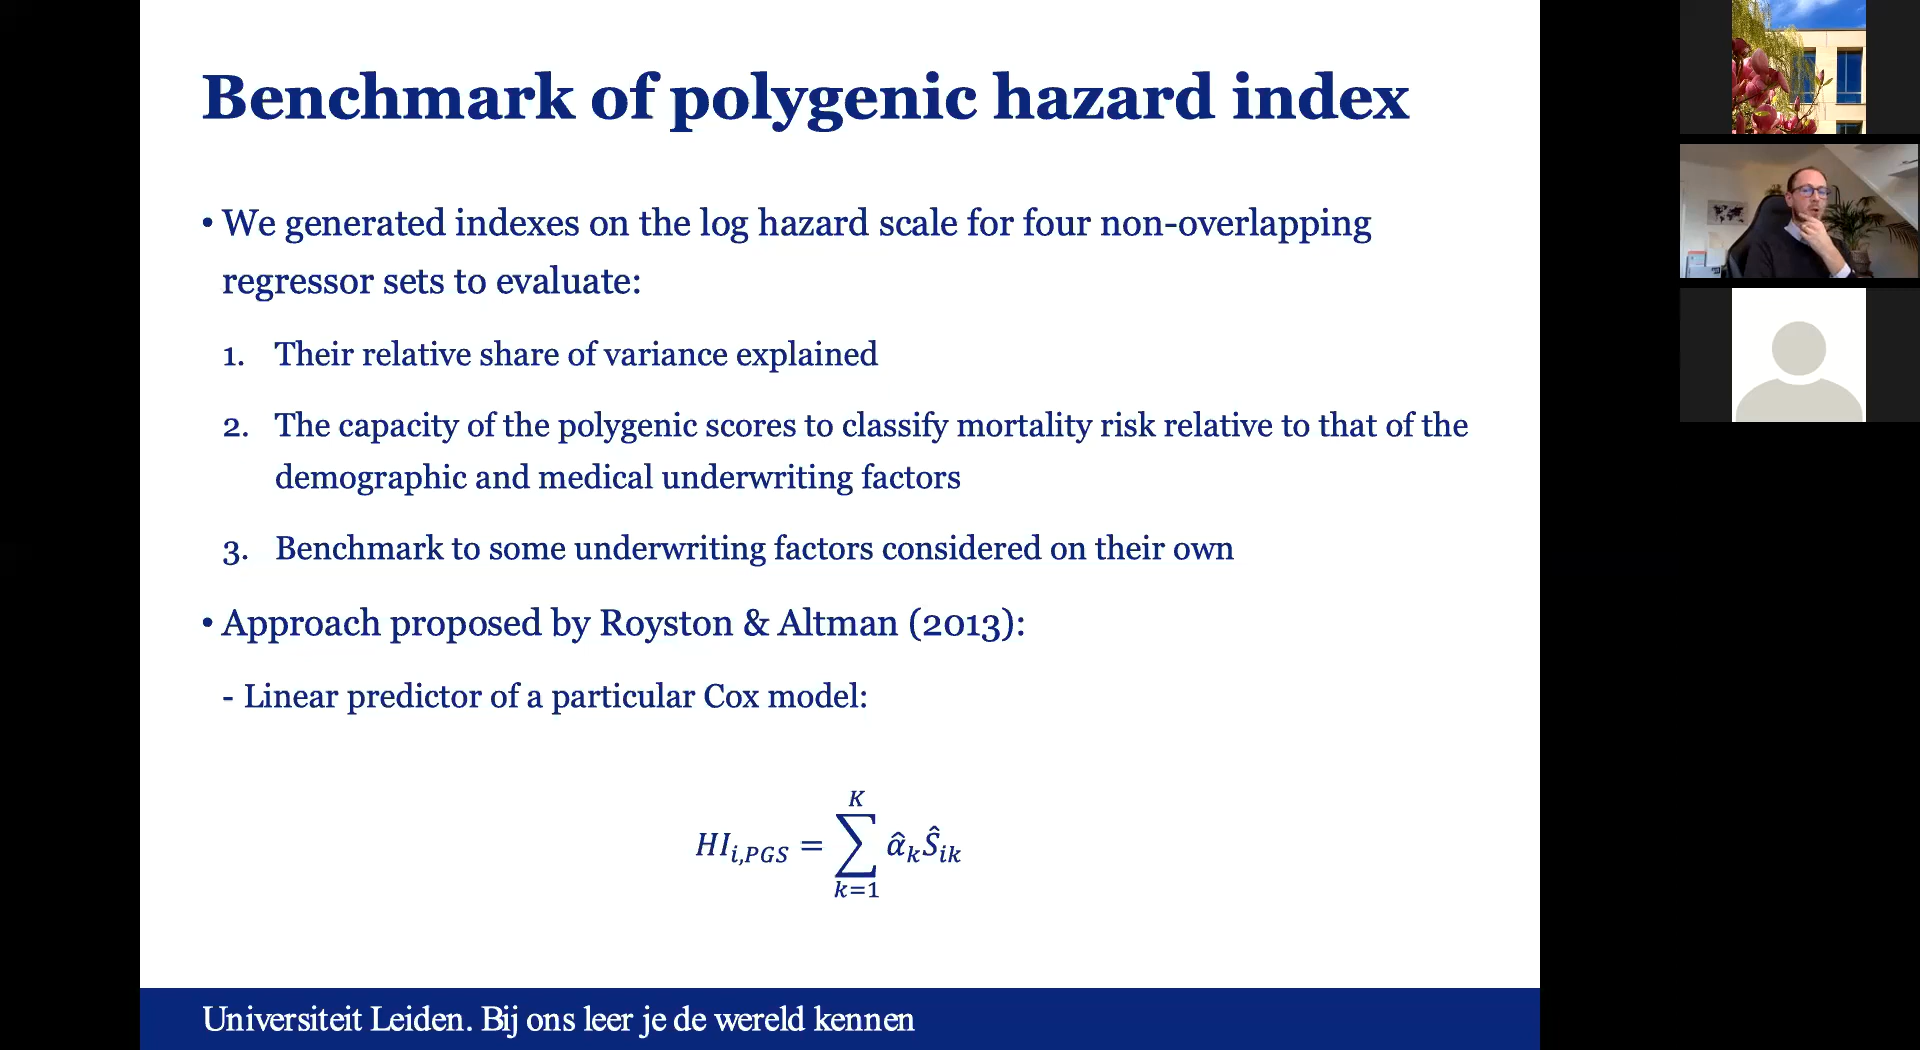 Benchmark of polygenic hazard index
• We generated indexes on the log hazard scale for four non-overlapping
regressor sets to evaluate:
1. Their relative share of variance explained
2. The capacity of the polygenic scores to classify mortality risk relative to that of the
demographic and medical underwriting factors
3. Benchmark to some underwriting factors considered on their own
• Approach proposed by Royston & Altman (2013):
- Linear predictor of a particular Cox model:
$HI_{i,PGS} = \sum_{k=1}^{K} \hat{\alpha}_k \hat{S}_{ik}$
Universiteit Leiden. Bij ons leer je de wereld kennen